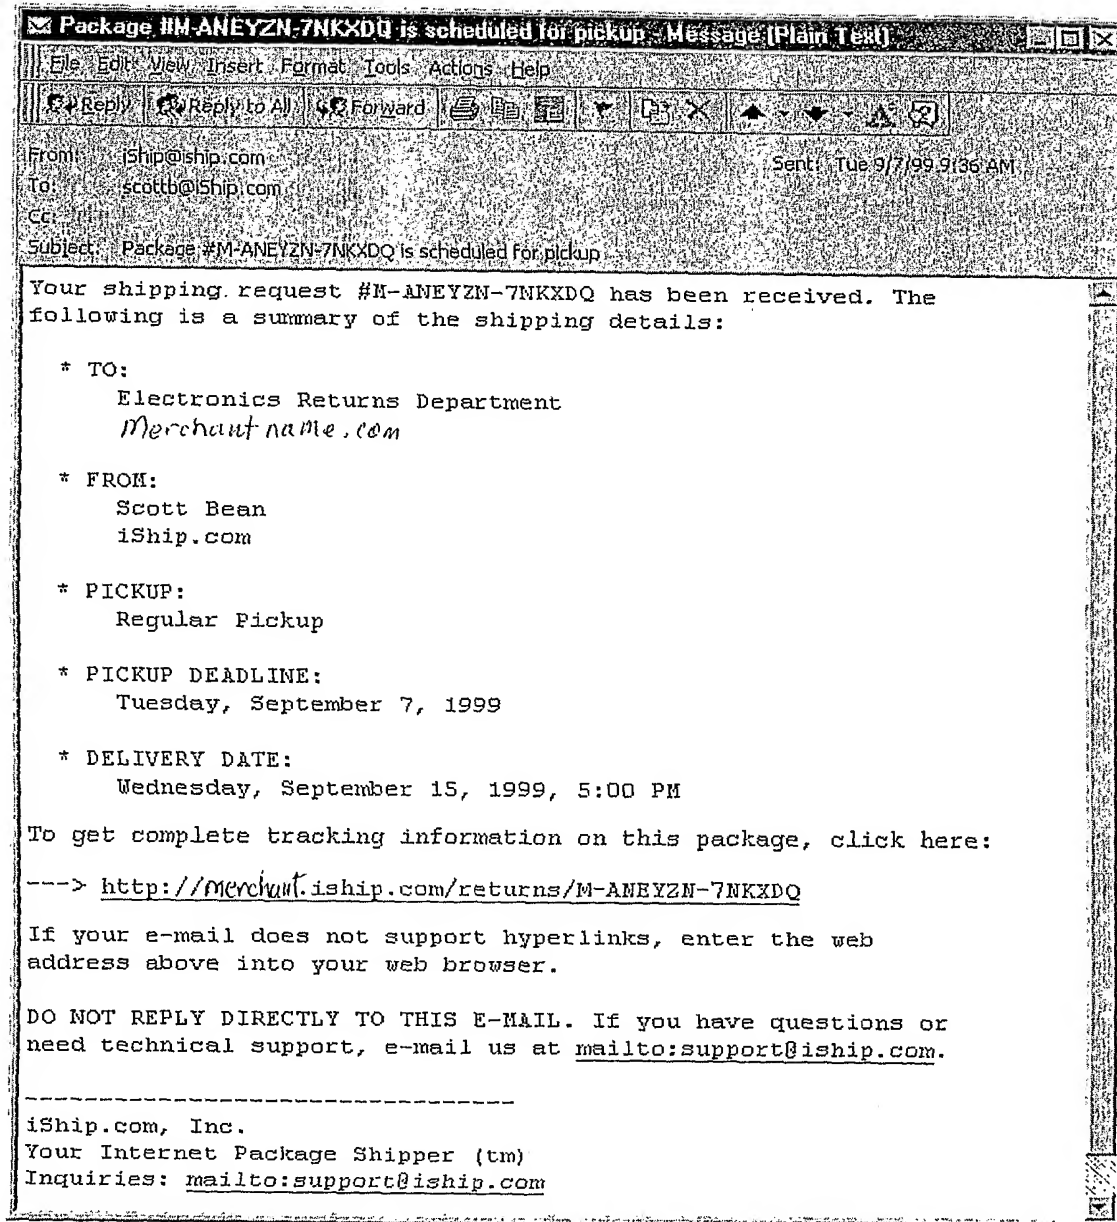 Package #M-ANEYZN-7NKXDQ is scheduled for pickup - Message (Plain Text)
File Edit View Insert Format Tools Actions Help
Reply Reply to All Forward
From: iShip@iship.com Sent: Tue 9/7/99 9:36 AM
To: scottb@iShip.com
Cc:
Subject: Package #M-ANEYZN-7NKXDQ is scheduled for pickup
Your shipping request #M-ANEYZN-7NKXDQ has been received. The
following is a summary of the shipping details:
* TO:
Electronics Returns Department
Merchantname.com
* FROM:
Scott Bean
iShip.com
* PICKUP:
Regular Pickup
* PICKUP DEADLINE:
Tuesday, September 7, 1999
* DELIVERY DATE:
Wednesday, September 15, 1999, 5:00 PM
To get complete tracking information on this package, click here:
---> http://merchant.iship.com/returns/M-ANEYZN-7NKXDQ
If your e-mail does not support hyperlinks, enter the web
address above into your web browser.
DO NOT REPLY DIRECTLY TO THIS E-MAIL. If you have questions or
need technical support, e-mail us at mailto:support@iship.com.
---------------------------------
iShip.com, Inc.
Your Internet Package Shipper (tm)
Inquiries: mailto:support@iship.com